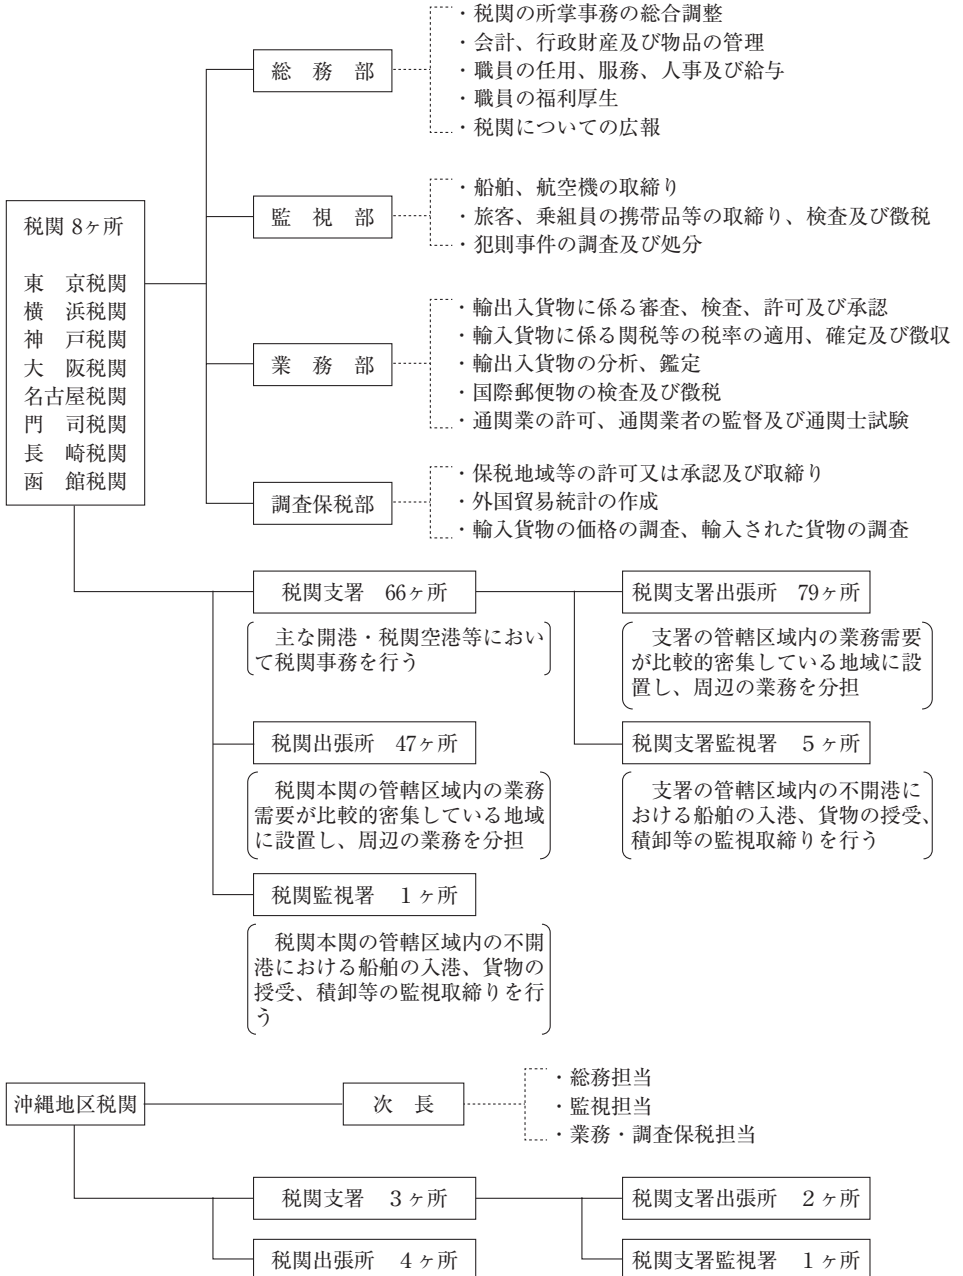 総　務　部
・税関の所掌事務の総合調整
・会計、行政財産及び物品の管理
・職員の任用、服務、人事及び給与
・職員の福利厚生
・税関についての広報
税関 8ヶ所
東　京税関
横　浜税関
神　戸税関
大　阪税関
名古屋税関
門　司税関
長　崎税関
函　館税関
監　視　部
・船舶、航空機の取締り
・旅客、乗組員の携帯品等の取締り、検査及び徴税
・犯則事件の調査及び処分
業　務　部
・輸出入貨物に係る審査、検査、許可及び承認
・輸入貨物に係る関税等の税率の適用、確定及び徴収
・輸出入貨物の分析、鑑定
・国際郵便物の検査及び徴税
・通関業の許可、通関業者の監督及び通関士試験
調査保税部
・保税地域等の許可又は承認及び取締り
・外国貿易統計の作成
・輸入貨物の価格の調査、輸入された貨物の調査
税関支署　66ヶ所
主な開港・税関空港等におい
て税関事務を行う
税関支署出張所　79ヶ所
支署の管轄区域内の業務需要
が比較的密集している地域に設
置し、周辺の業務を分担
税関出張所　47ヶ所
税関本関の管轄区域内の業務
需要が比較的密集している地域
に設置し、周辺の業務を分担
税関支署監視署　5ヶ所
支署の管轄区域内の不開港に
おける船舶の入港、貨物の授受、
積卸等の監視取締りを行う
税関監視署　1ヶ所
税関本関の管轄区域内の不開
港における船舶の入港、貨物の
授受、積卸等の監視取締りを行
う
沖縄地区税関
次　長
・総務担当
・監視担当
・業務・調査保税担当
税関支署　3ヶ所
税関支署出張所　2ヶ所
税関出張所　4ヶ所
税関支署監視署　1ヶ所